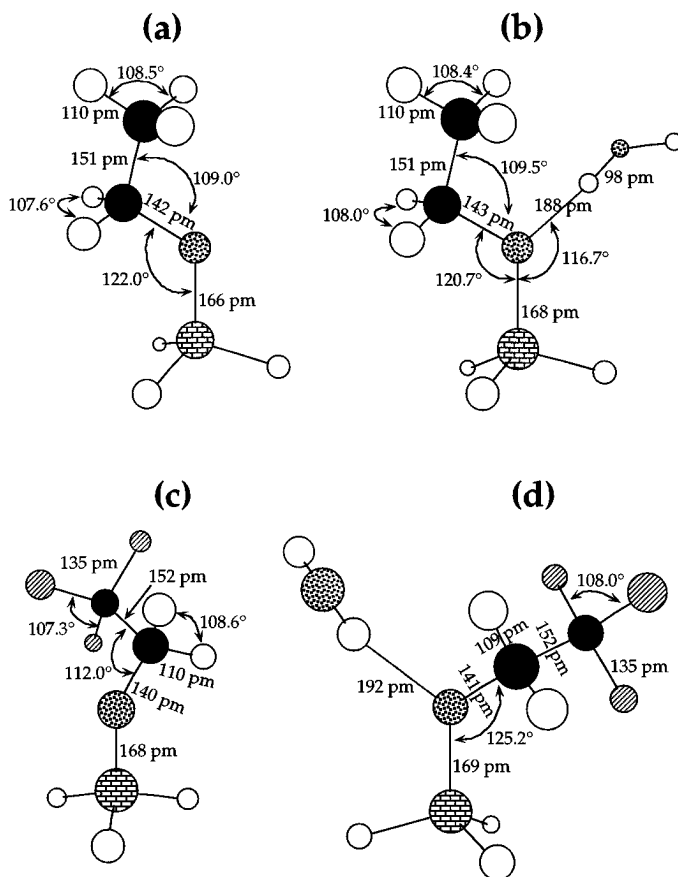 (a)
108.5°
110 pm
151 pm
109.0°
107.6°
142 pm
122.0°
166 pm
(b)
108.4°
110 pm
151 pm
109.5°
98 pm
188 pm
108.0°
143 pm
120.7°
116.7°
168 pm
(c)
135 pm
152 pm
107.3°
108.6°
112.0°
110 pm
140 pm
168 pm
(d)
108.0°
109 pm
152 pm
135 pm
192 pm
141 pm
125.2°
169 pm